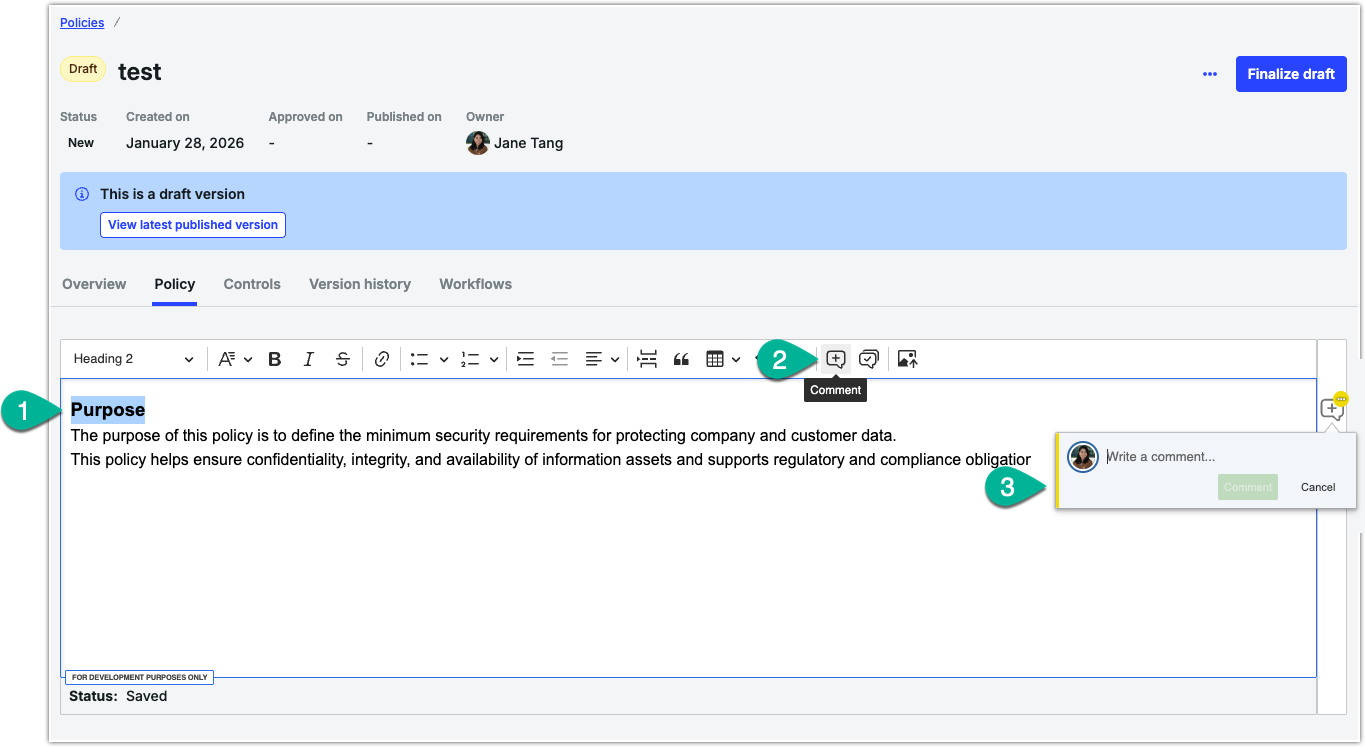 Policies /
Draft test
Finalize draft
Status Created on Approved on Published on Owner
New January 28, 2026 - - Jane Tang
This is a draft version
View latest published version
Overview Policy Controls Version history Workflows
Heading 2
2
Comment
1
Purpose
The purpose of this policy is to define the minimum security requirements for protecting company and customer data.
This policy helps ensure confidentiality, integrity, and availability of information assets and supports regulatory and compliance
Write a comment...
3
Comment Cancel
FOR DEVELOPMENT PURPOSES ONLY
Status: Saved